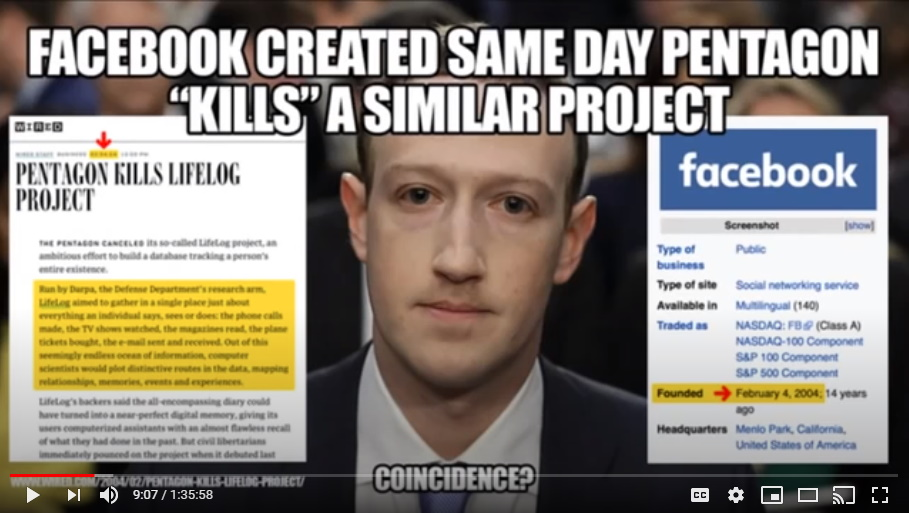 FACEBOOK CREATED SAME DAY PENTAGON
“KILLS” A SIMILAR PROJECT
WIRED
WIRED STAFF BUSINESS 02.04.04 12:00 PM
PENTAGON KILLS LIFELOG
PROJECT
THE PENTAGON CANCELED its so-called LifeLog project, an
ambitious effort to build a database tracking a person's
entire existence.
Run by Darpa, the Defense Department's research arm,
LifeLog aimed to gather in a single place just about
everything an individual says, sees or does: the phone calls
made, the TV shows watched, the magazines read, the plane
tickets bought, the e-mail sent and received. Out of this
seemingly endless ocean of information, computer
scientists would plot distinctive routes in the data, mapping
relationships, memories, events and experiences.
LifeLog's backers said the all-encompassing diary could
have turned into a near-perfect digital memory, giving its
users computerized assistants with an almost flawless recall
of what they had done in the past. But civil libertarians
immediately pounced on the project when it debuted last
WWW.WIRED.COM/2004/02/PENTAGON-KILLS-LIFELOG-PROJECT/
facebook
Screenshot [show]
Type of business Public
Type of site Social networking service
Available in Multilingual (140)
Traded as NASDAQ: FB (Class A)
NASDAQ-100 Component
S&P 100 Component
S&P 500 Component
Founded February 4, 2004; 14 years
ago
Headquarters Menlo Park, California,
United States of America
COINCIDENCE?
9:07 / 1:35:58
CC